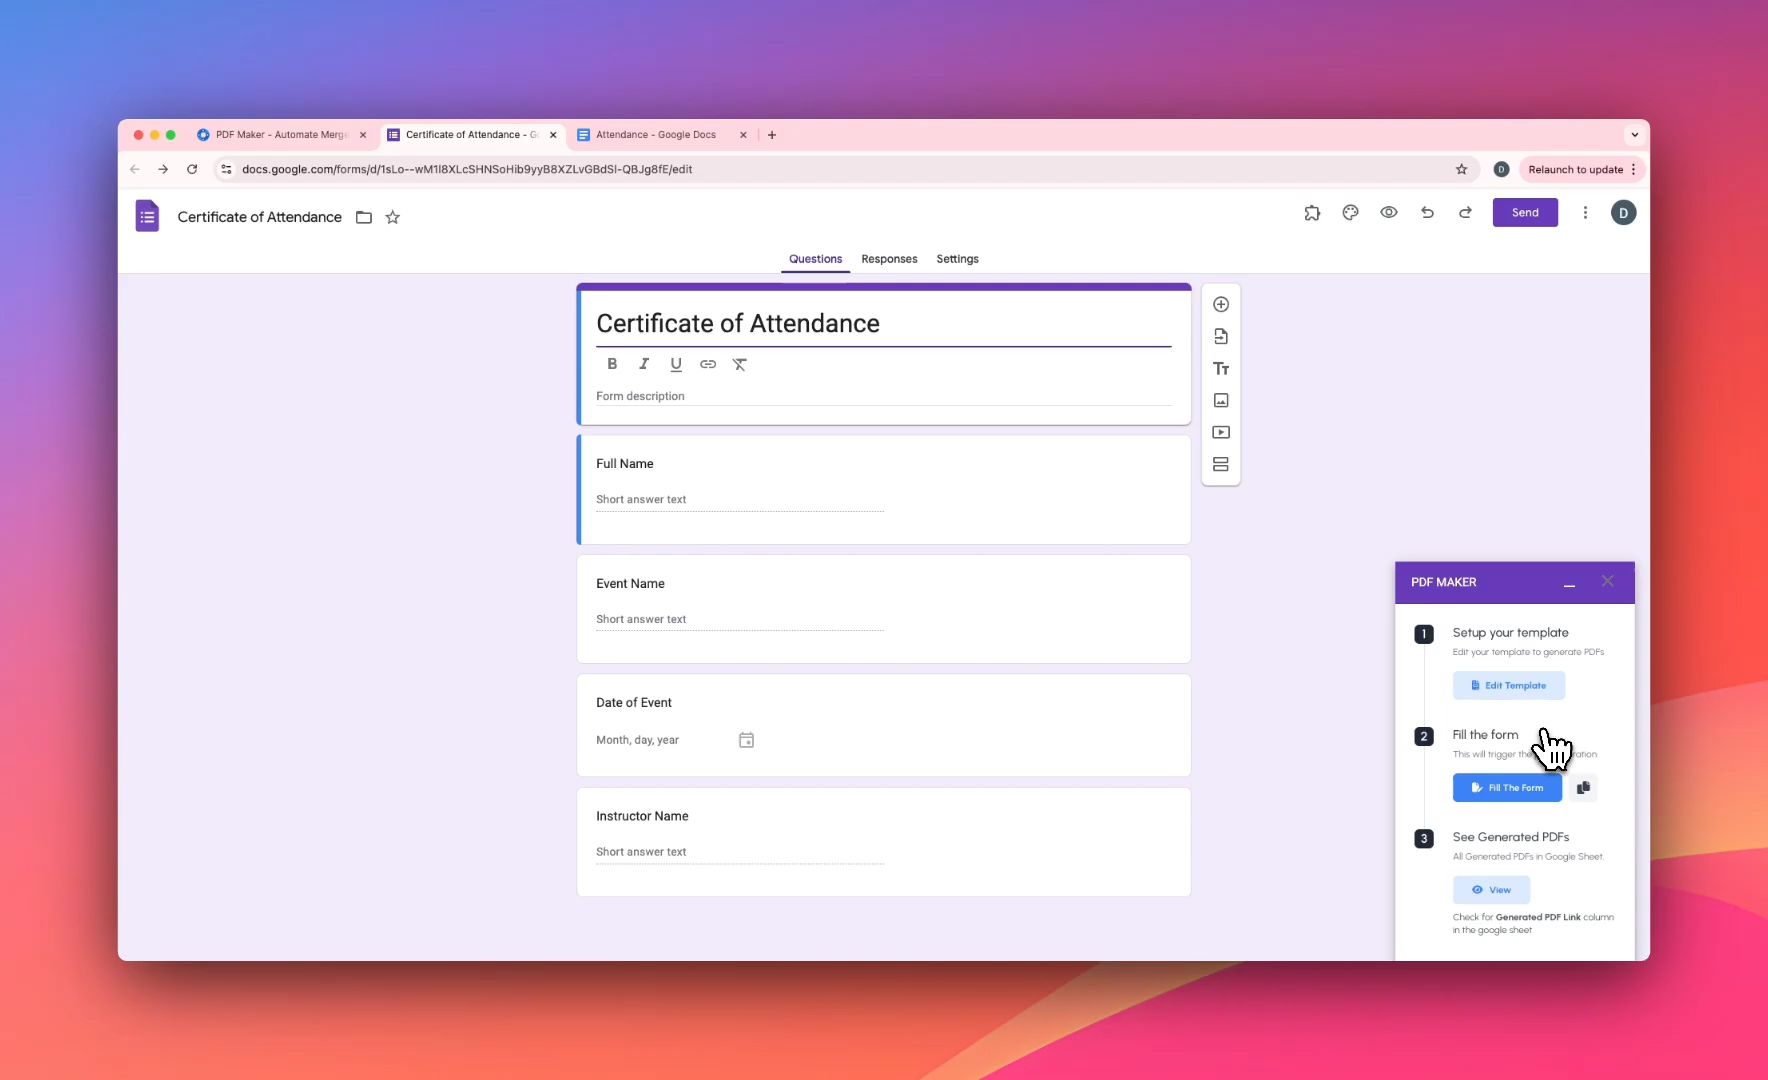 PDF Maker - Automate Merge
Certificate of Attendance - G
Attendance - Google Docs
docs.google.com/forms/d/1sLo--wM1l8XLcSHNSoHib9yyB8XZLvGBdSl-QBJg8fE/edit
D
Relaunch to update
Certificate of Attendance
Send
D
Questions
Responses
Settings
Certificate of Attendance
B I U
Form description
Tт
Full Name
Short answer text
Event Name
Short answer text
Date of Event
Month, day, year
Instructor Name
Short answer text
PDF MAKER
1
Setup your template
Edit your template to generate PDFs
Edit Template
2
Fill the form
This will trigger the
Fill The Form
3
See Generated PDFs
All Generated PDFs in Google Sheet.
View
Check for Generated PDF Link column
in the google sheet